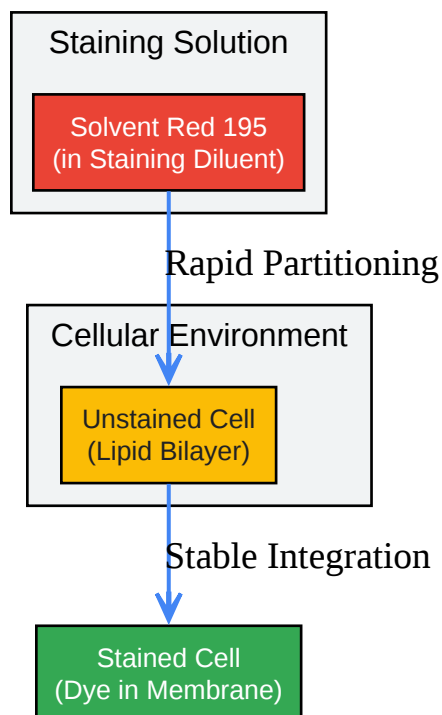 Staining Solution
Solvent Red 195
(in Staining Diluent)
Rapid Partitioning
Cellular Environment
Unstained Cell
(Lipid Bilayer)
Stable Integration
Stained Cell
(Dye in Membrane)